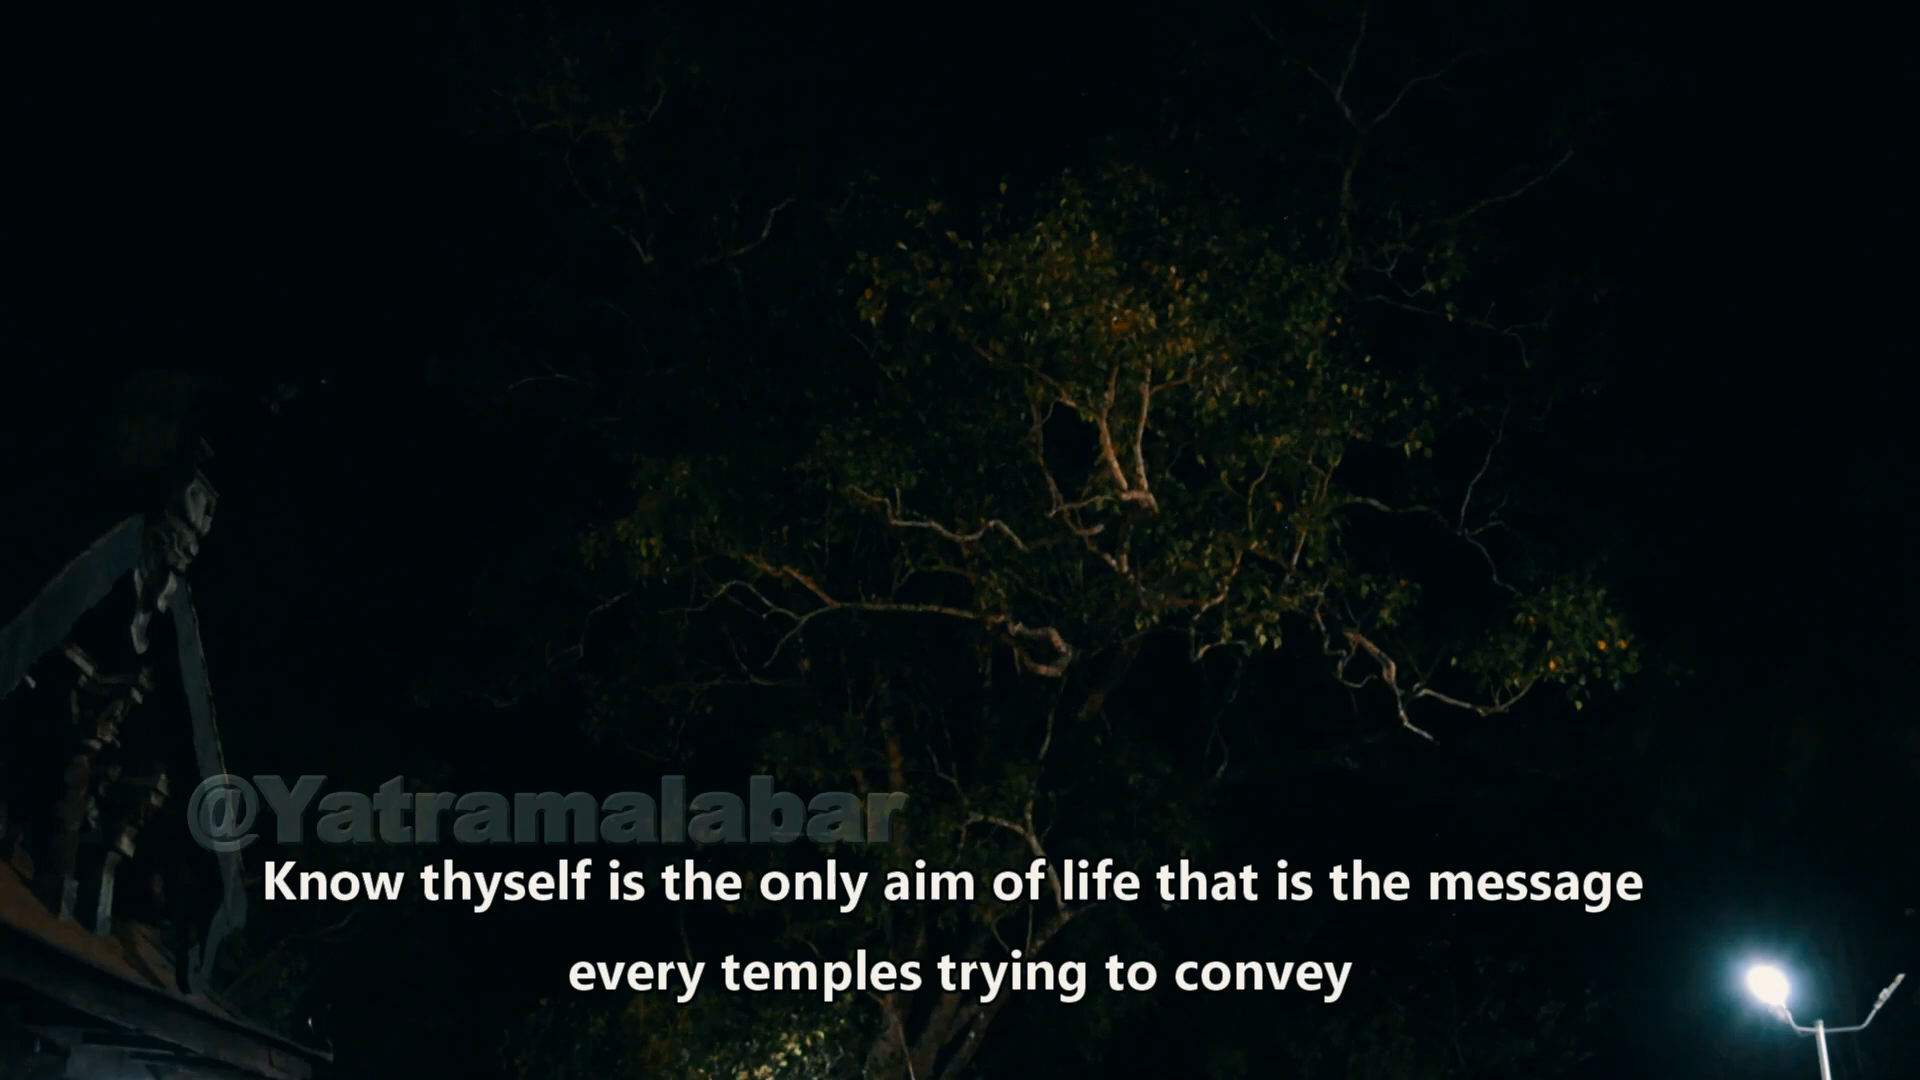 @Yatramalabar
Know thyself is the only aim of life that is the message
every temples trying to convey